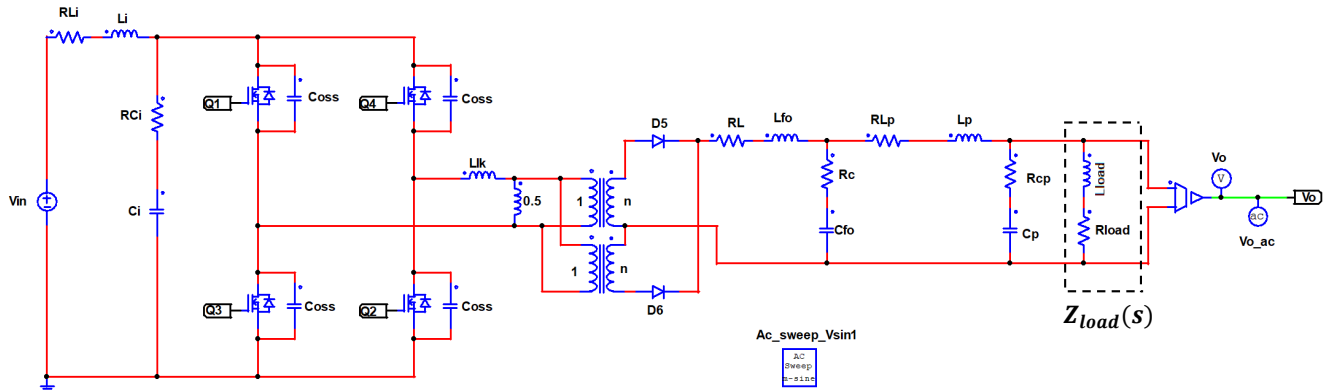 RLi
Li
RCi
Ci
Vin
Q1
Coss
Q4
Coss
Q3
Coss
Q2
Coss
Llk
0.5
1
n
1
n
D5
D6
RL
Lfo
RLp
Lp
Rc
Cfo
Rcp
Cp
Lload
Rload
Zload(s)
Vo
V
Vo
ac
Vo_ac
Ac_sweep_Vsin1
AC
Sweep
m-sine